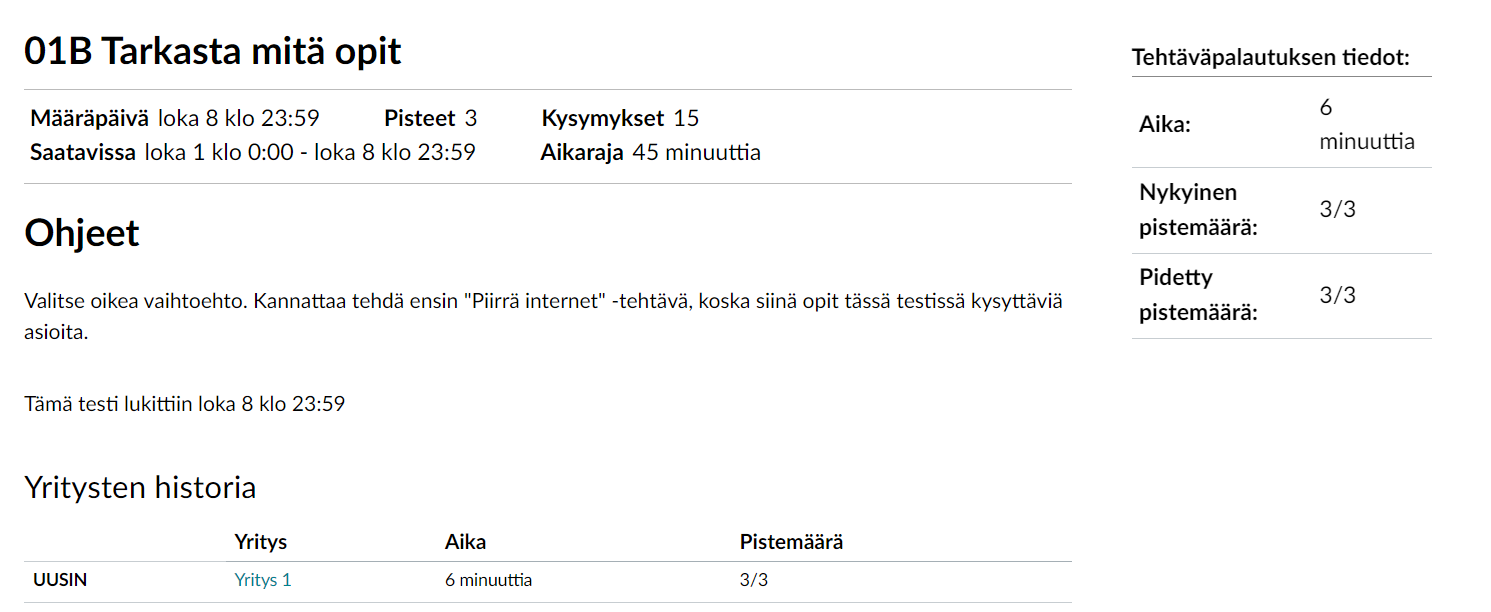 01B Tarkasta mitä opit
Määräpäivä loka 8 klo 23:59 Pisteet 3 Kysymykset 15
Saatavissa loka 1 klo 0:00 - loka 8 klo 23:59 Aikaraja 45 minuuttia
Ohjeet
Valitse oikea vaihtoehto. Kannattaa tehdä ensin "Piirrä internet" -tehtävä, koska siinä opit tässä testissä kysyttäviä
asioita.
Tämä testi lukittiin loka 8 klo 23:59
Yritysten historia
Yritys Aika Pistemäärä
UUSIN Yritys 1 6 minuuttia 3/3
Tehtäväpalautuksen tiedot:
Aika: 6
minuuttia
Nykyinen
pistemäärä: 3/3
Pidetty
pistemäärä: 3/3